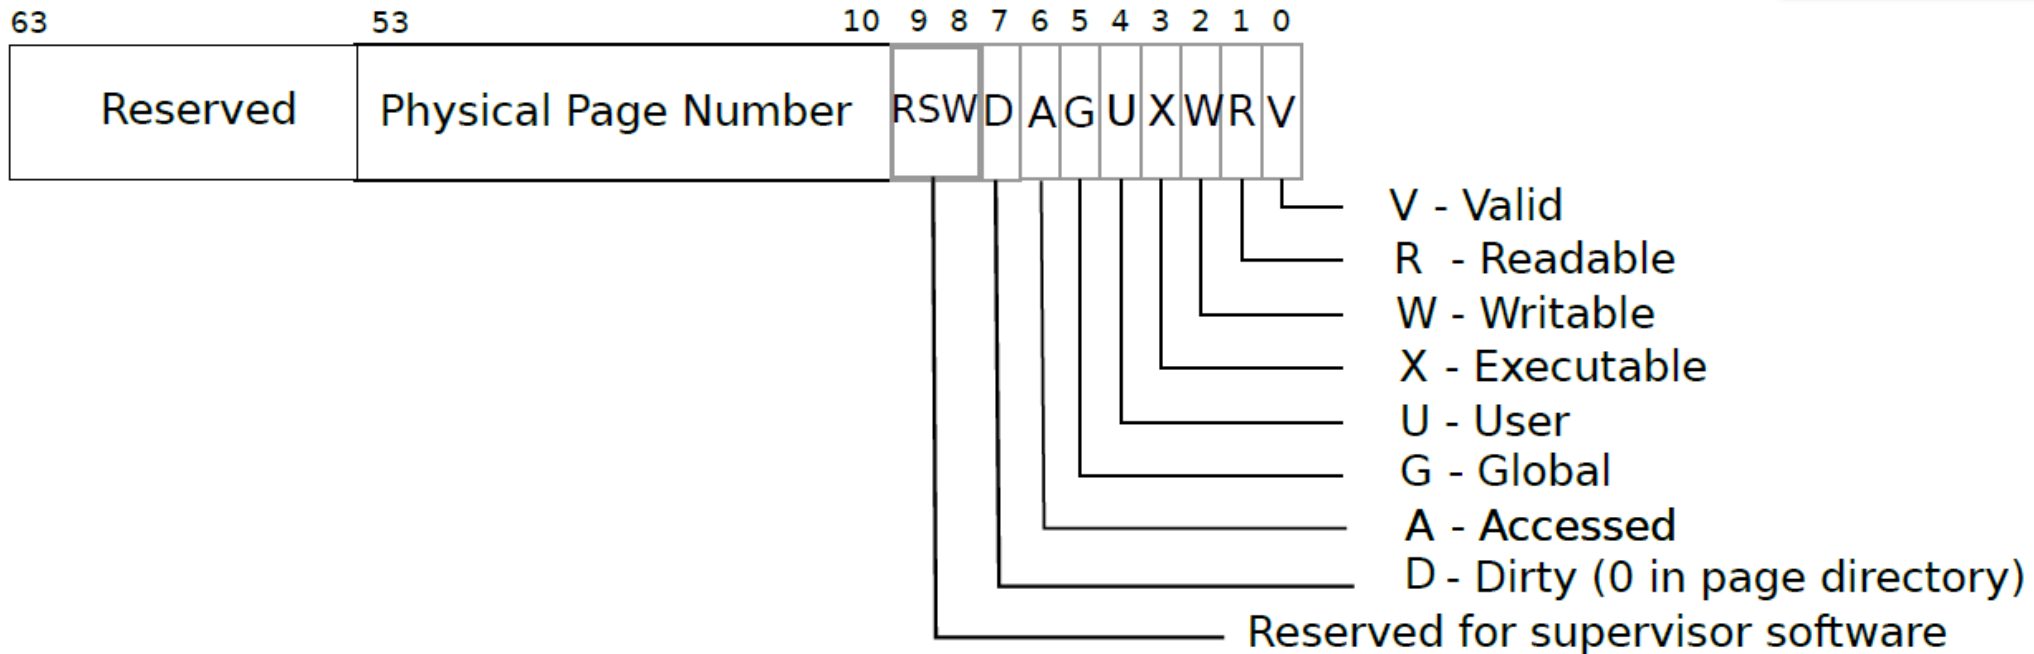 63 53 10 9 8 7 6 5 4 3 2 1 0
Reserved Physical Page Number RSW D A G U X W R V
V - Valid
R - Readable
W - Writable
X - Executable
U - User
G - Global
A - Accessed
D - Dirty (0 in page directory)
Reserved for supervisor software